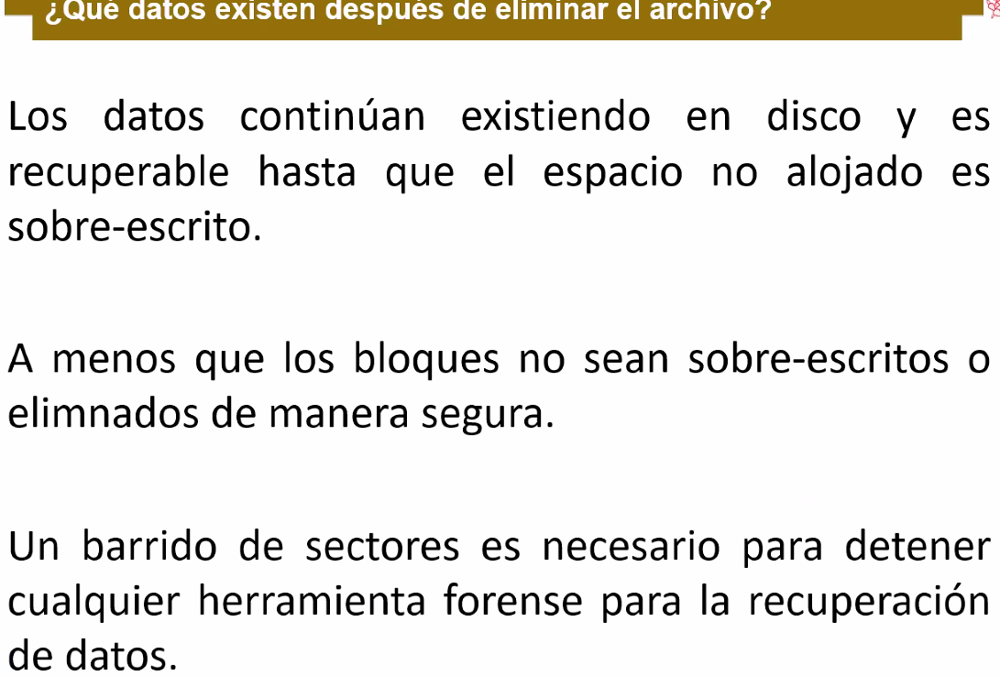 ¿Qué datos existen después de eliminar el archivo?
Los datos continúan existiendo en disco y es
recuperable hasta que el espacio no alojado es
sobre-escrito.
A menos que los bloques no sean sobre-escritos o
elimnados de manera segura.
Un barrido de sectores es necesario para detener
cualquier herramienta forense para la recuperación
de datos.